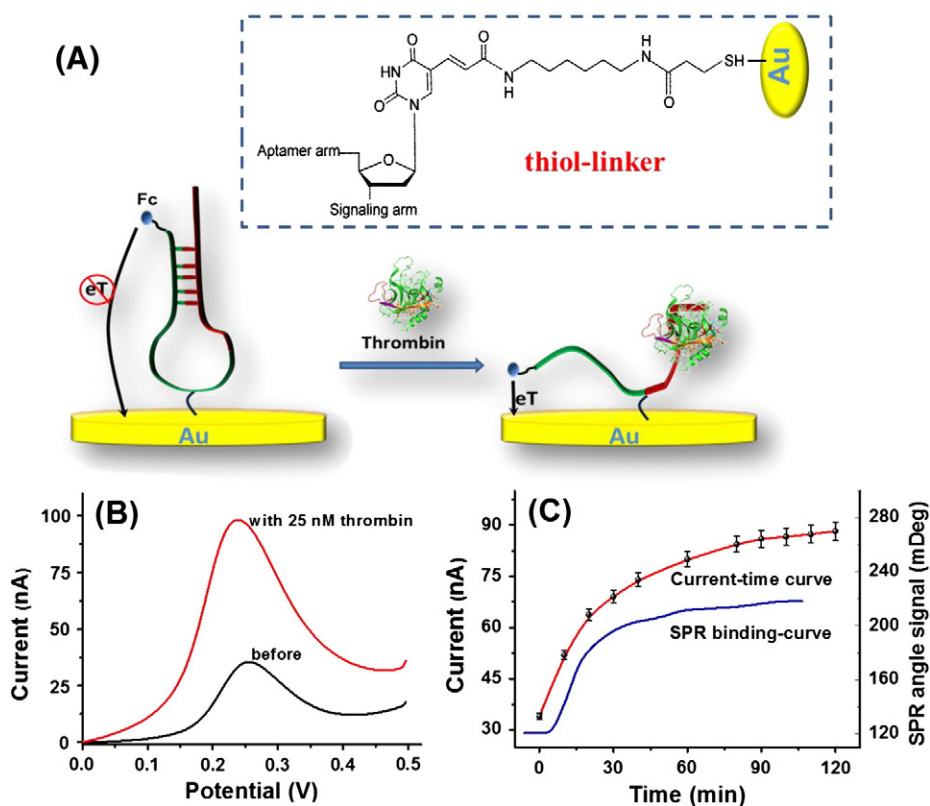 (A)
O
O
HN
N
O
N
H
H
N
O
SH
Au
Aptamer arm
O
thiol-linker
Signaling arm
Fc
eT
Thrombin
eT
Au
Au
(B)
with 25 nM thrombin
before
Current (nA)
100
75
50
25
0
0.0 0.1 0.2 0.3 0.4 0.5
Potential (V)
(C)
Current-time curve
SPR binding-curve
Current (nA)
90
75
60
45
30
0 30 60 90 120
Time (min)
280
240
200
160
120
SPR angle signal (mDeg)